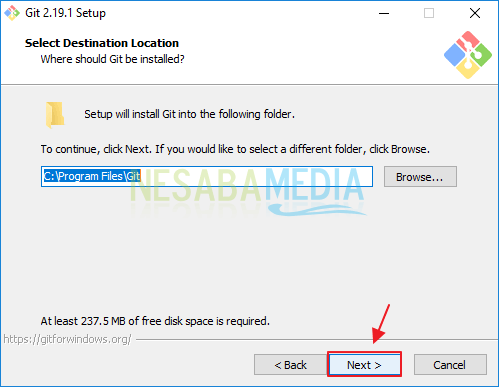 Git 2.19.1 Setup
Select Destination Location
Where should Git be installed?
Setup will install Git into the following folder.
To continue, click Next. If you would like to select a different folder, click Browse.
C:\Program Files\Git
Browse...
NESABAMEDIA
At least 237.5 MB of free disk space is required.
https://gitforwindows.org/
< Back
Next >
Cancel